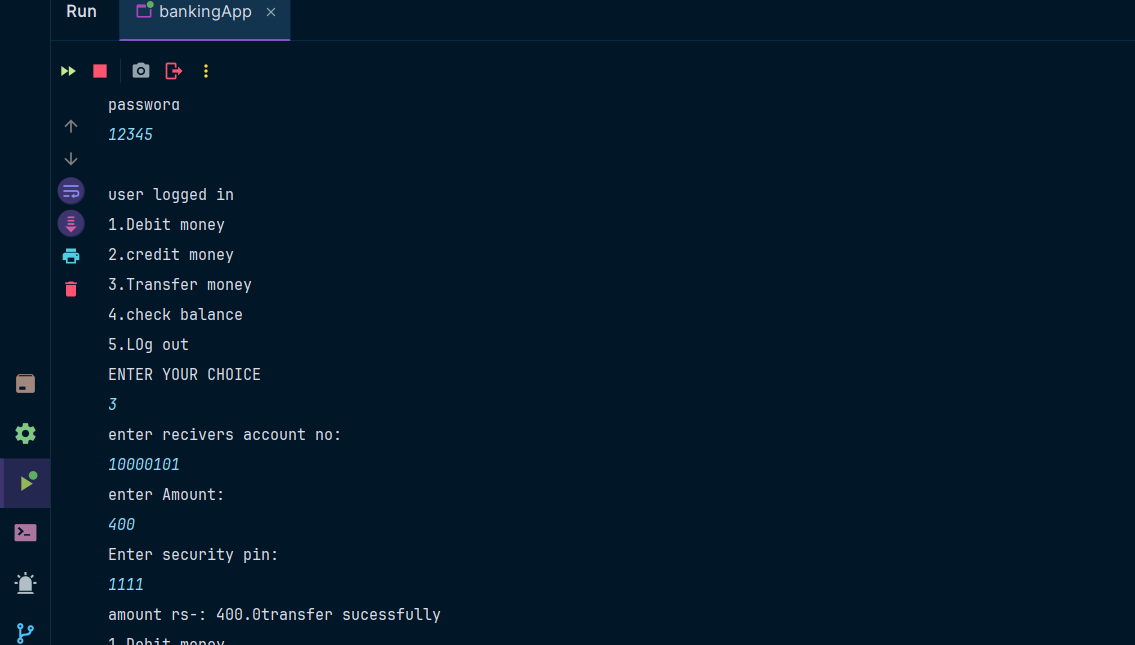 Run bankingApp
password
12345
user logged in
1.Debit money
2.credit money
3.Transfer money
4.check balance
5.LOg out
ENTER YOUR CHOICE
3
enter recivers account no:
10000101
enter Amount:
400
Enter security pin:
1111
amount rs-: 400.0transfer sucessfully
1.Debit money